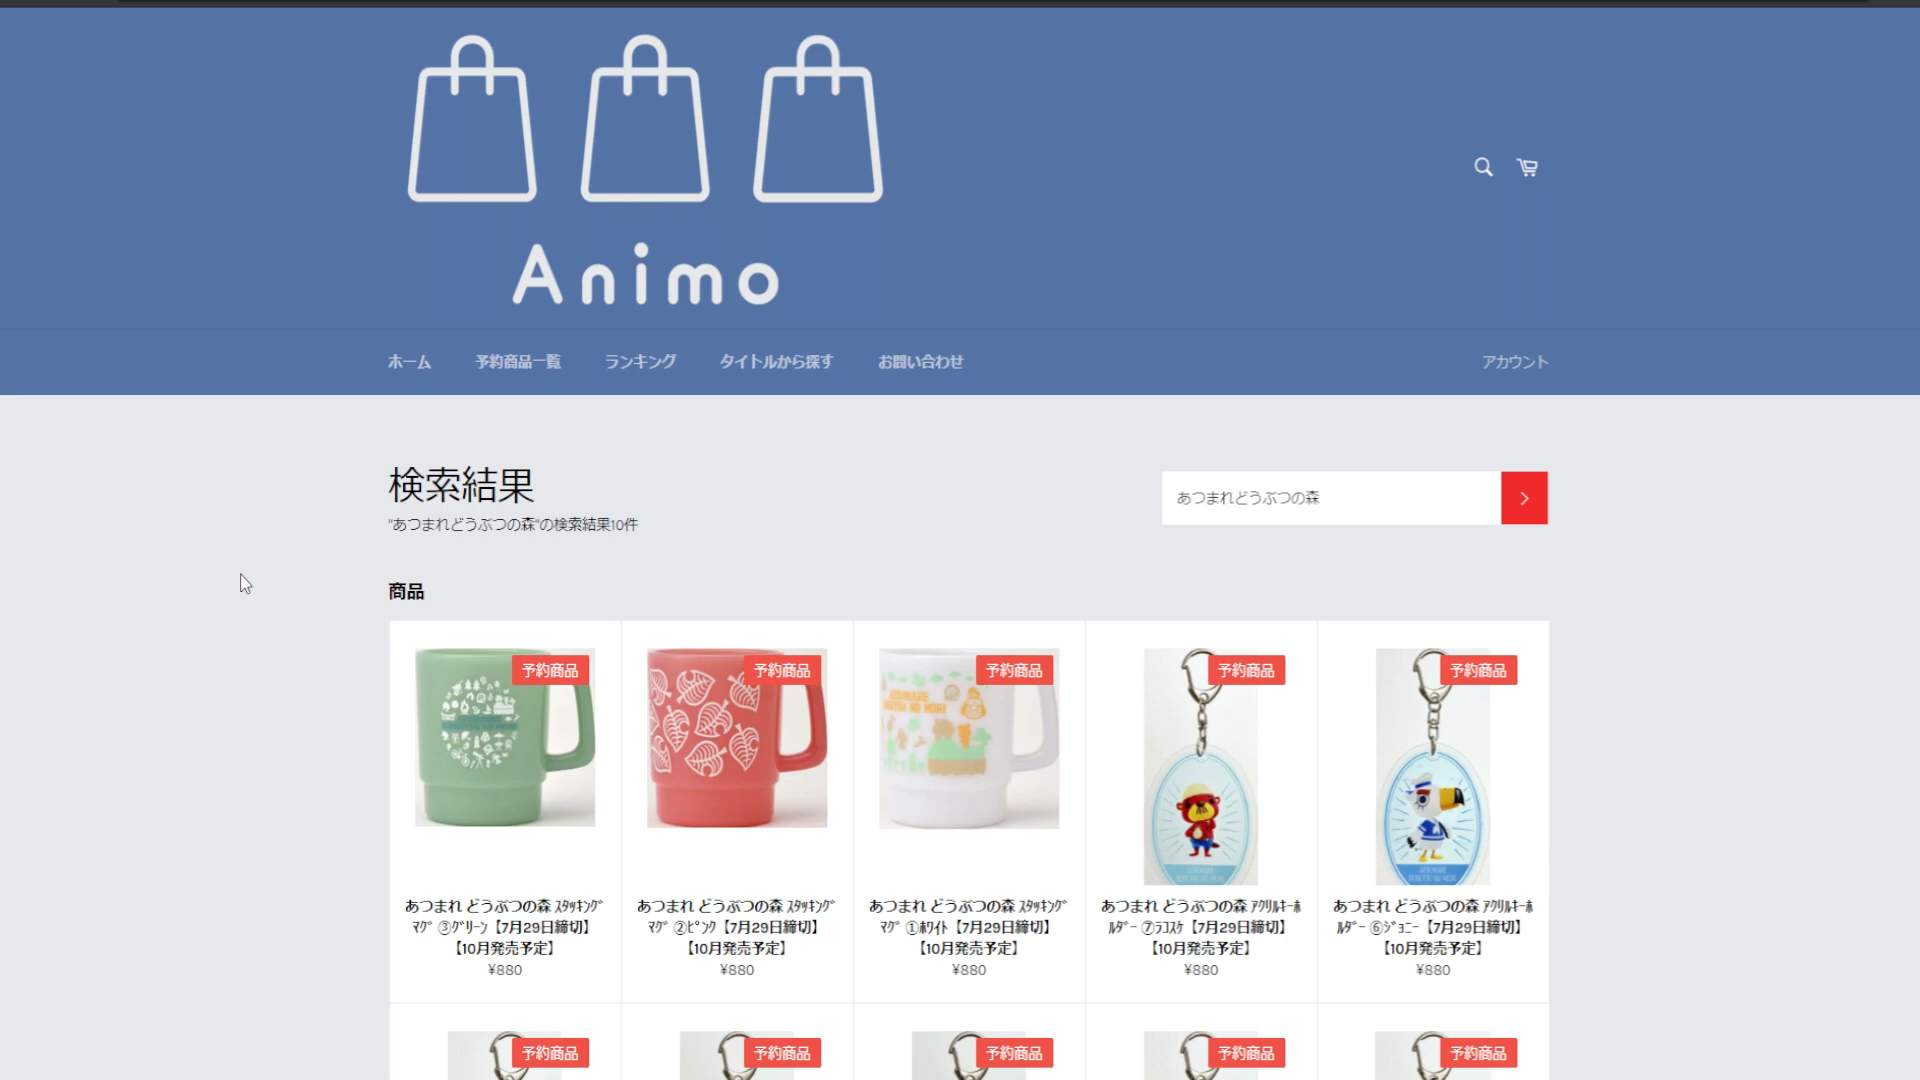 Animo
ホーム 予約商品一覧 ランキング タイトルから探す お問い合わせ アカウント
検索結果
"あつまれどうぶつの森"の検索結果10件
あつまれどうぶつの森
商品
予約商品 予約商品 予約商品 予約商品 予約商品
あつまれ どうぶつの森 ｽﾀｯｷﾝｸﾞ
ﾏｸﾞ ③ｸﾞﾘｰﾝ【7月29日締切】
【10月発売予定】
¥880
あつまれ どうぶつの森 ｽﾀｯｷﾝｸﾞ
ﾏｸﾞ ②ﾋﾟﾝｸ【7月29日締切】
【10月発売予定】
¥880
あつまれ どうぶつの森 ｽﾀｯｷﾝｸﾞ
ﾏｸﾞ ①ﾎﾜｲﾄ【7月29日締切】
【10月発売予定】
¥880
あつまれ どうぶつの森 ｱｸﾘﾙｷｰﾎ
ﾙﾀﾞｰ ⑦ﾗｺｽｹ【7月29日締切】
【10月発売予定】
¥880
あつまれ どうぶつの森 ｱｸﾘﾙｷｰﾎ
ﾙﾀﾞｰ ⑥ｼﾞｮﾆｰ【7月29日締切】
【10月発売予定】
¥880
予約商品 予約商品 予約商品 予約商品 予約商品